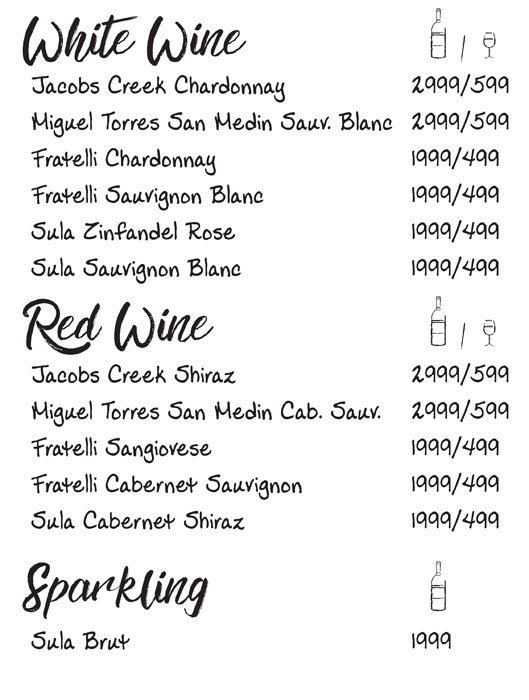 White Wine /
Jacobs Creek Chardonnay 2999/599
Miguel Torres San Medin Sauv. Blanc 2999/599
Fratelli Chardonnay 1999/499
Fratelli Sauvignon Blanc 1999/499
Sula Zinfandel Rose 1999/499
Sula Sauvignon Blanc 1999/499
Red Wine /
Jacobs Creek Shiraz 2999/599
Miguel Torres San Medin Cab. Sauv. 2999/599
Fratelli Sangiovese 1999/499
Fratelli Cabernet Sauvignon 1999/499
Sula Cabernet Shiraz 1999/499
Sparkling
Sula Brut 1999